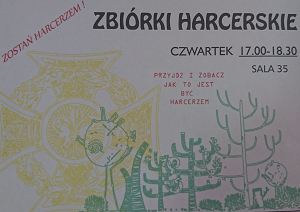 ZOSTAŃ HARCERZEM !
ZBIÓRKI HARCERSKIE
CZWARTEK 17.00-18.30
SALA 35
PRZYJDŹ I ZOBACZ
JAK TO JEST
BYĆ
HARCERZEM